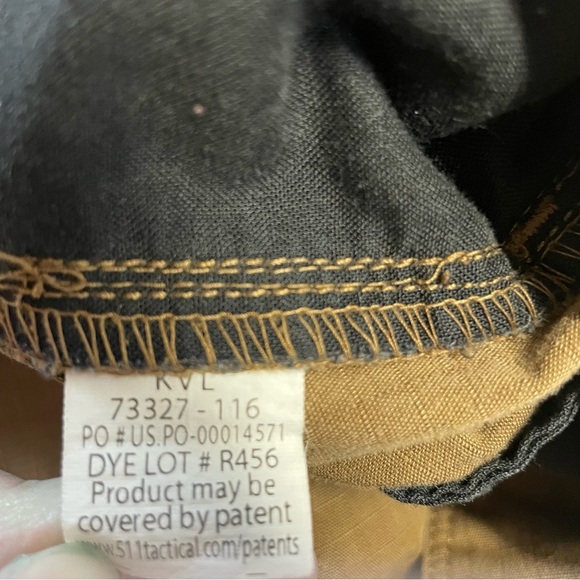 KVL
73327 - 116
PO # US.PO-00014571
DYE LOT # R456
Product may be
covered by patent
www.511tactical.com/patents